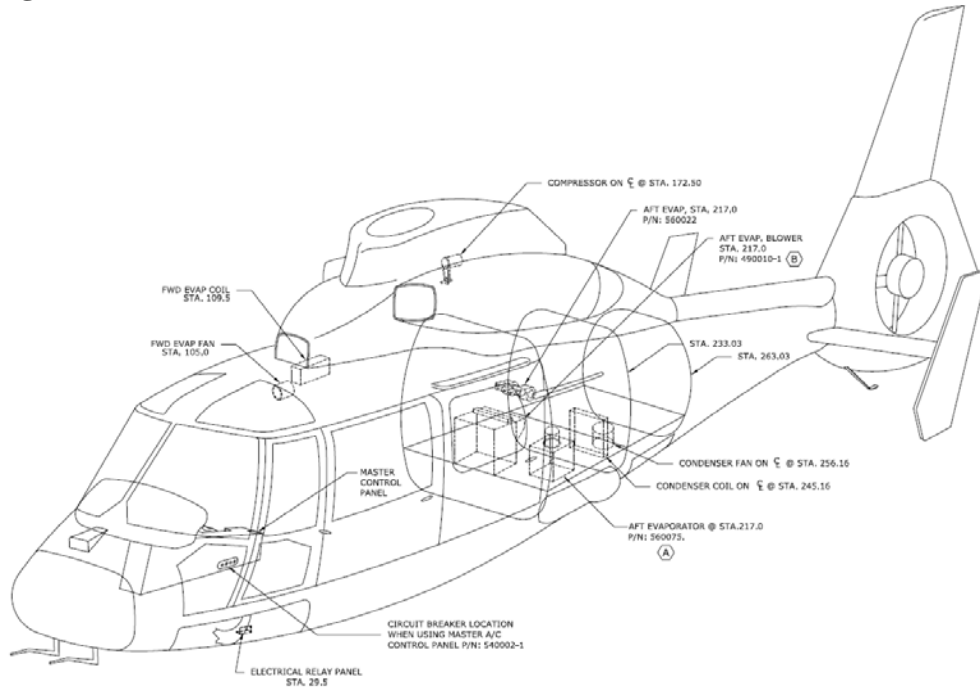 COMPRESSOR ON ℄ @ STA. 172.50
AFT EVAP, STA, 217.0
P/N: 560022
AFT EVAP, BLOWER
STA. 217.0
P/N: 490010-1 B
FWD EVAP COIL
STA. 109.5
FWD EVAP FAN
STA, 105.0
STA. 233.03
STA, 263.03
MASTER
CONTROL
PANEL
CONDENSER FAN ON ℄ @ STA. 256.16
CONDENSER COIL ON ℄ @ STA. 245.16
AFT EVAPORATOR @ STA.217.0
P/N: 560075.
A
CIRCUIT BREAKER LOCATION
WHEN USING MASTER A/C
CONTROL PANEL P/N: 540002-1
ELECTRICAL RELAY PANEL
STA. 29.5